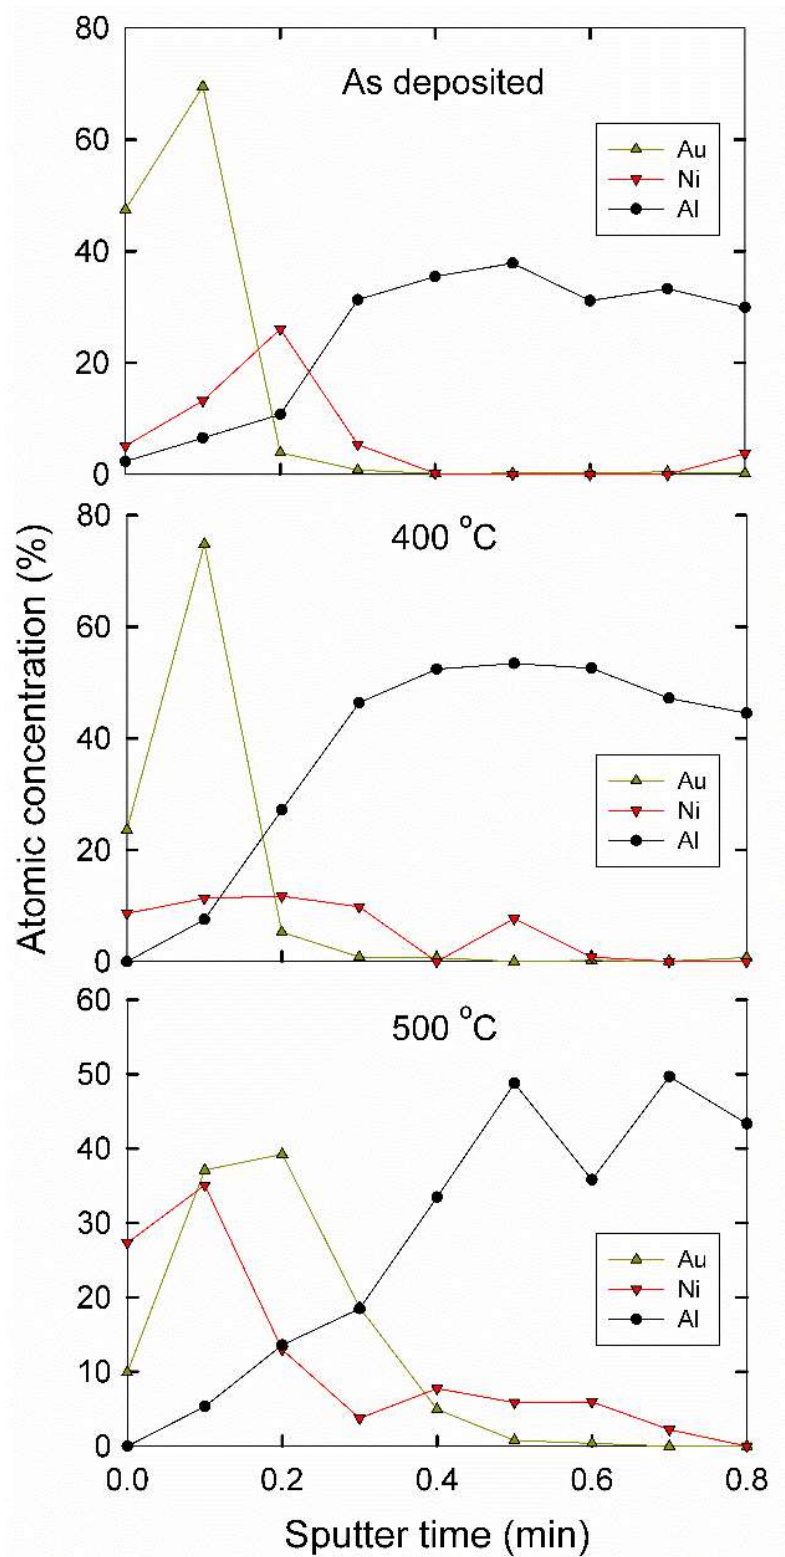 80
As deposited
60
Au
Ni
Al
40
20
0
80
400 °C
60
40
Au
Ni
Al
20
0
60
500 °C
50
40
30
Au
Ni
Al
20
10
0
0.0 0.2 0.4 0.6 0.8
Sputter time (min)
Atomic concentration (%)